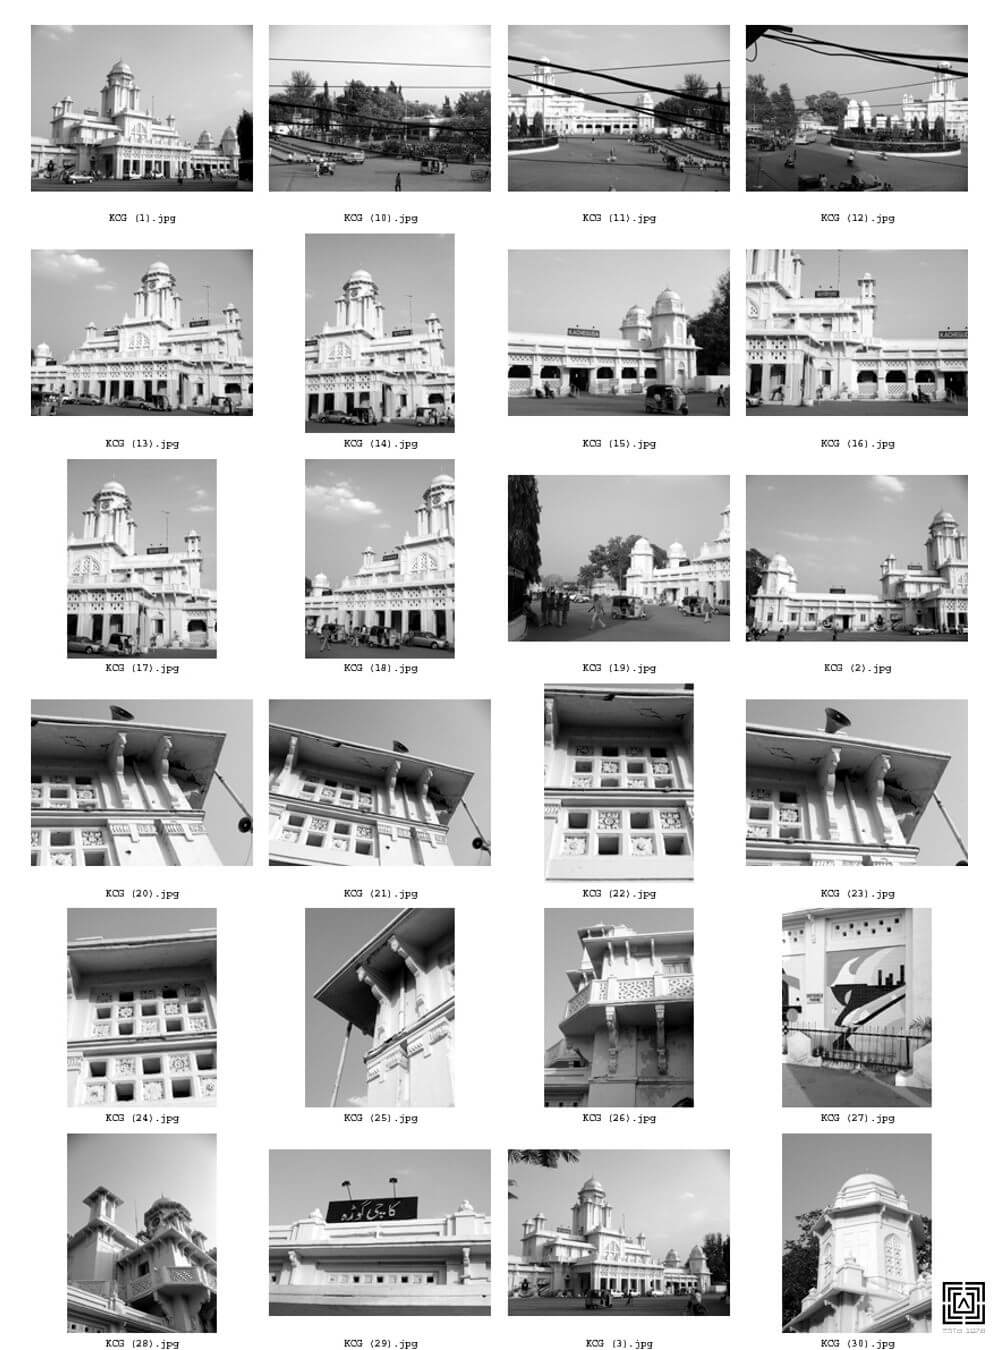 KCG (1).jpg
KCG (10).jpg
KCG (11).jpg
KCG (12).jpg
KCG (13).jpg
KCG (14).jpg
KACHEGUDA
KCG (15).jpg
KCG (16).jpg
KCG (17).jpg
KCG (18).jpg
KCG (19).jpg
KCG (2).jpg
KCG (20).jpg
KCG (21).jpg
KCG (22).jpg
KCG (23).jpg
KCG (24).jpg
KCG (25).jpg
KCG (26).jpg
KCG (27).jpg
کاچی گوڑہ
KCG (28).jpg
KCG (29).jpg
KCG (3).jpg
KCG (30).jpg